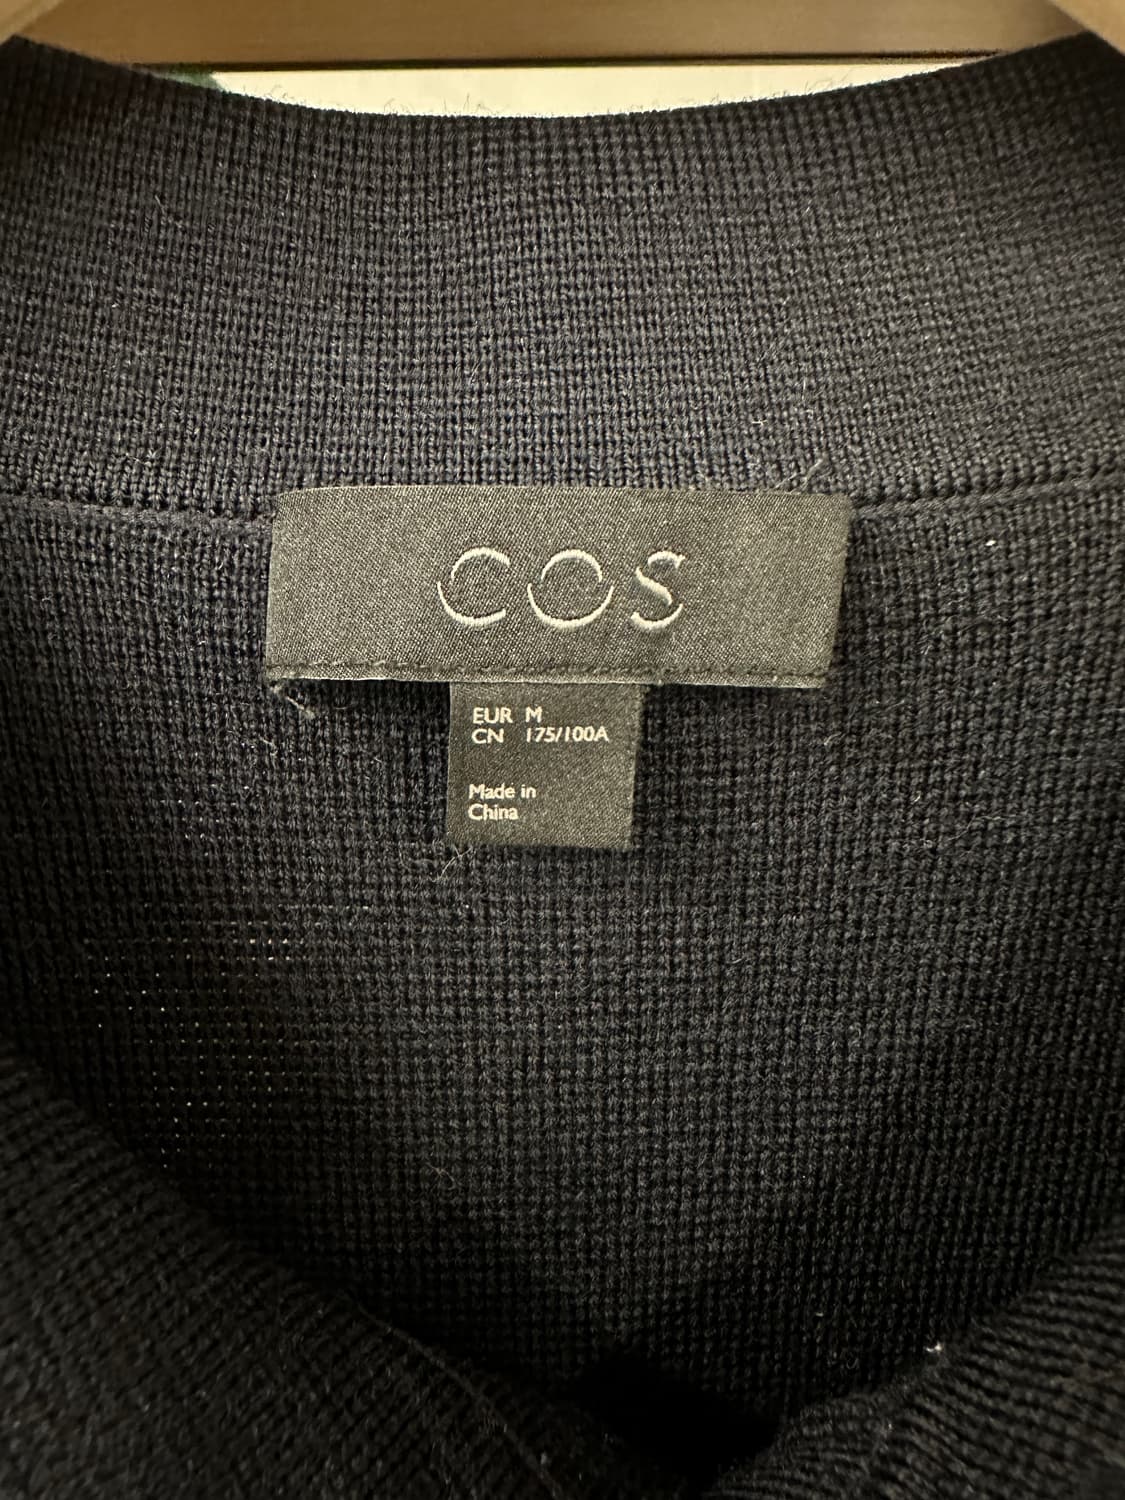 COS
EUR M
CN 175/100A
Made in
China